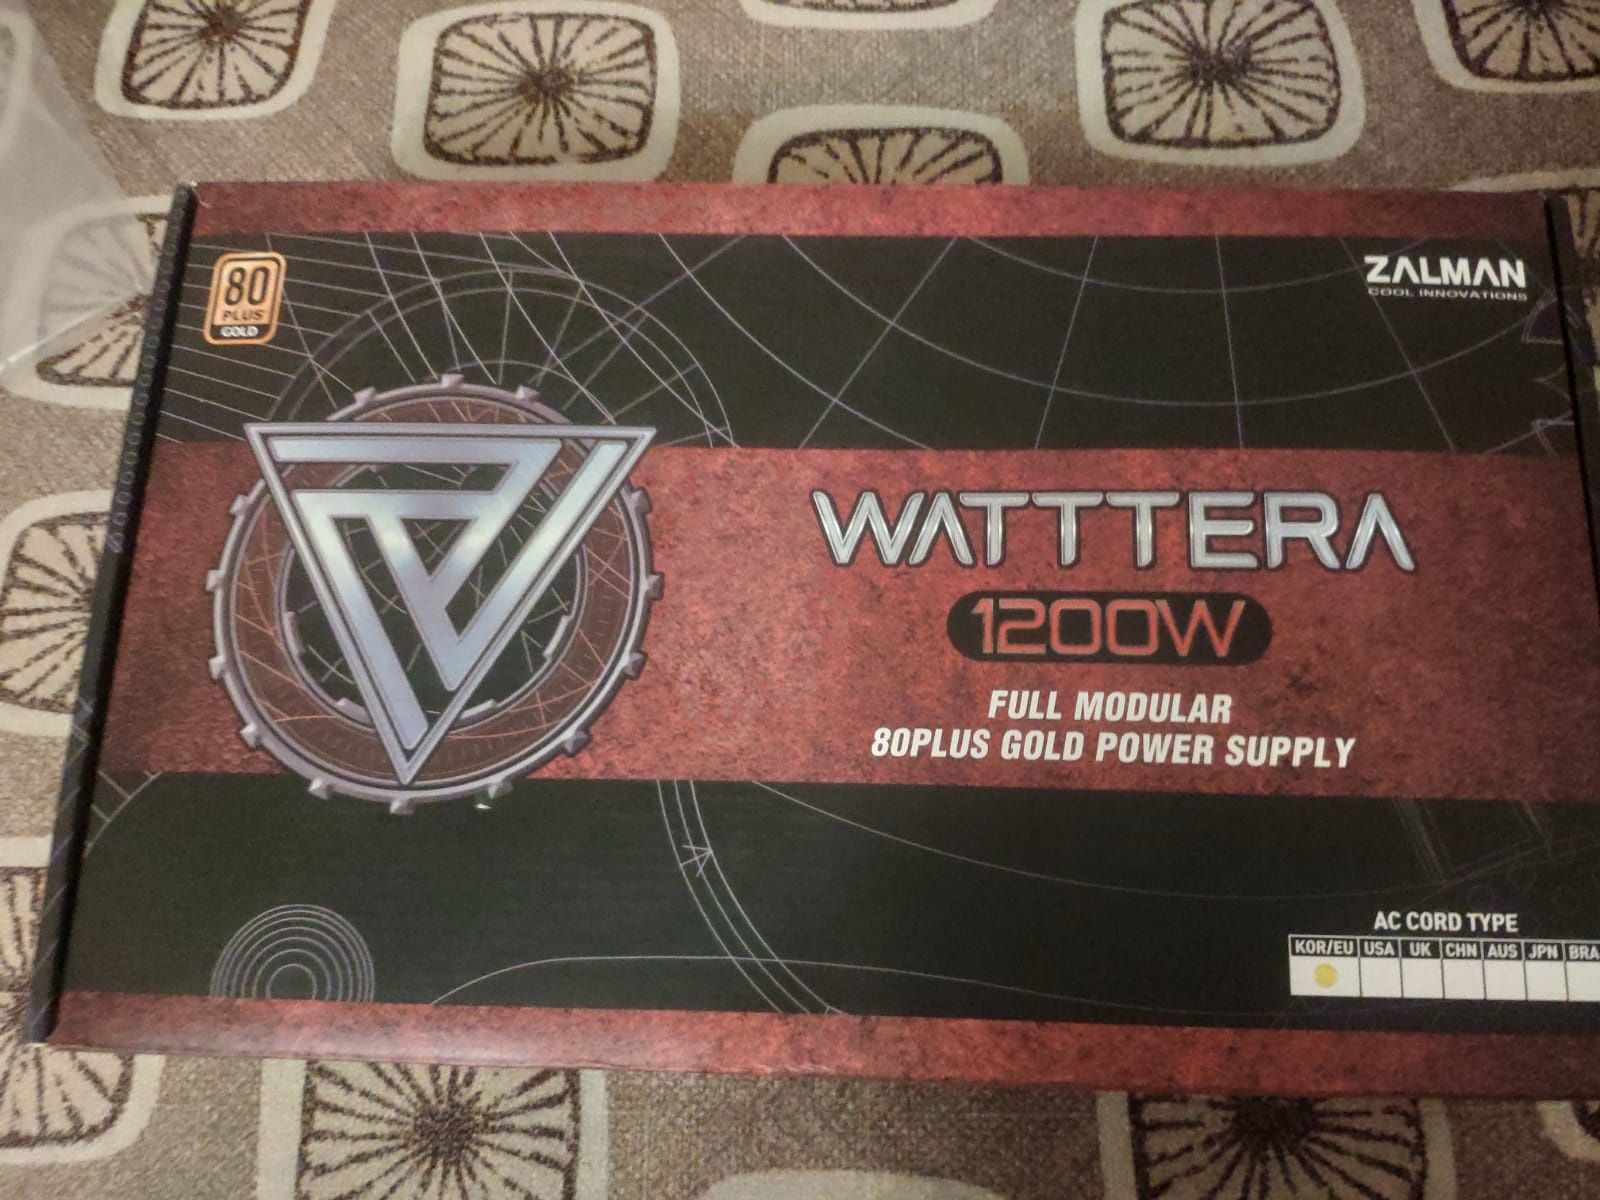 80
PLUS
GOLD
ZALMAN
COOL INNOVATIONS
WATTTERA
1200W
FULL MODULAR
80PLUS GOLD POWER SUPPLY
AC CORD TYPE
KOR/EU USA UK CHN AUS JPN BRA